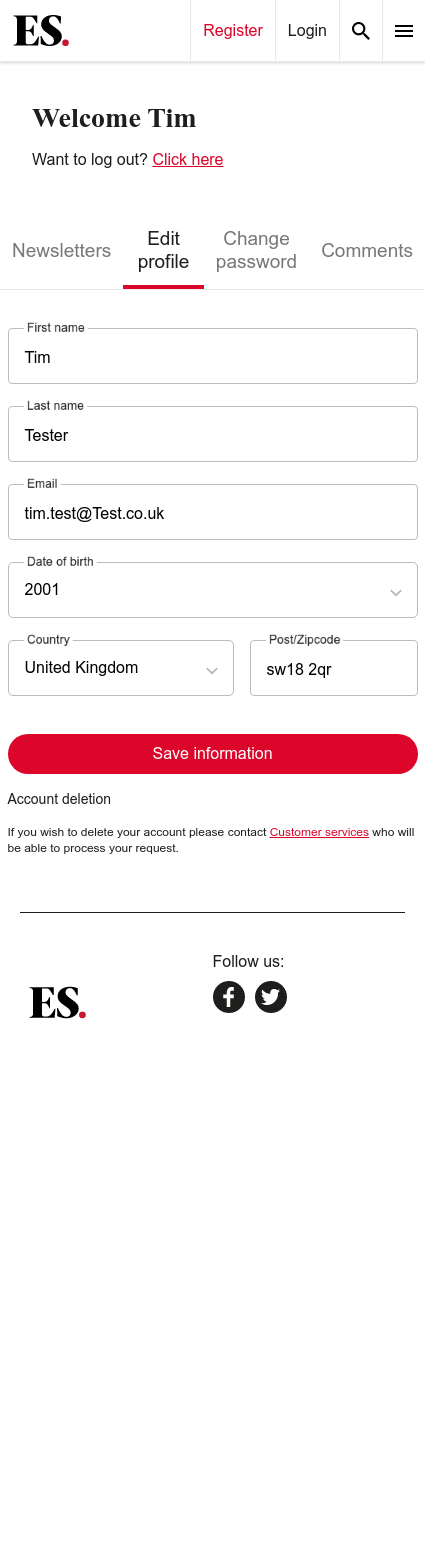 ES.
Register
Login
Welcome Tim
Want to log out? Click here
Newsletters
Edit
profile
Change
password
Comments
First name
Tim
Last name
Tester
Email
tim.test@Test.co.uk
Date of birth
2001
Country
United Kingdom
Post/Zipcode
sw18 2qr
Save information
Account deletion
If you wish to delete your account please contact Customer services who will
be able to process your request.
Follow us:
ES.